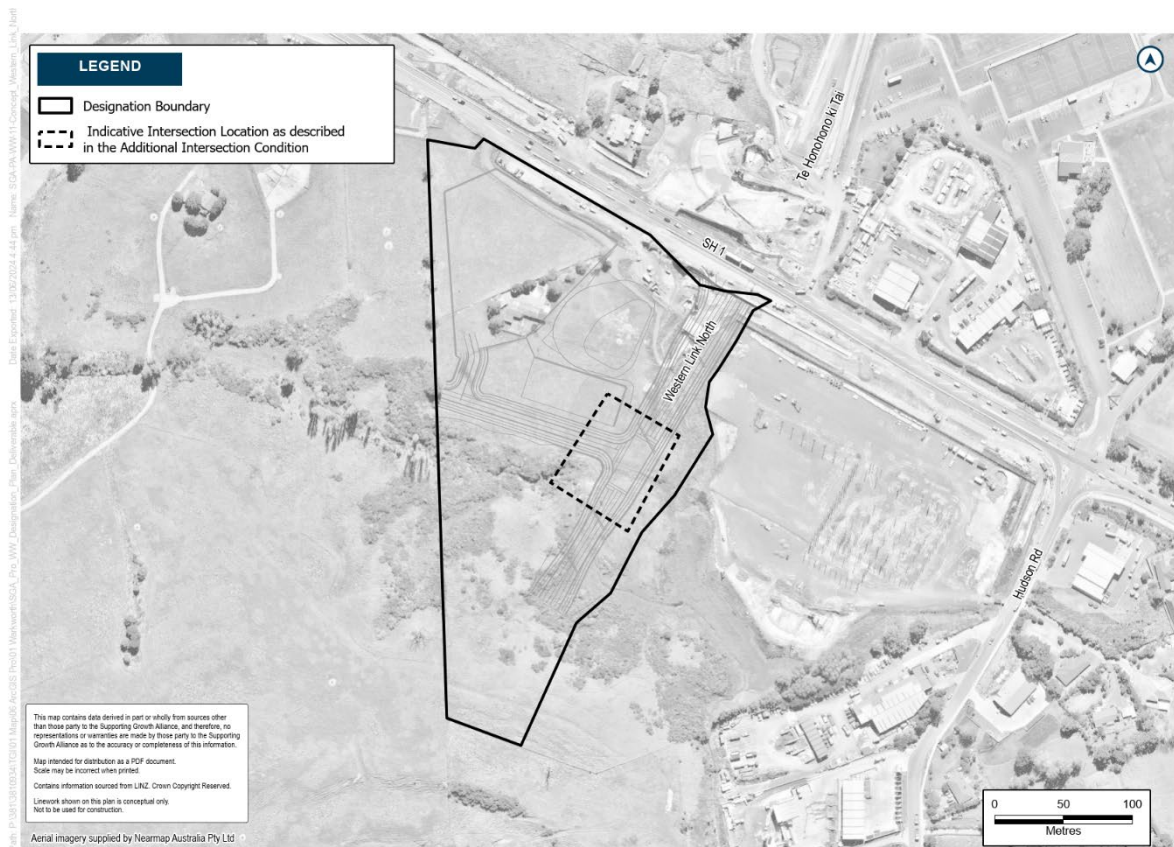 LEGEND
Designation Boundary
Indicative Intersection Location as described
in the Additional Intersection Condition
Te Honohono ki Tai
SH 1
Western Link North
Hudson Rd
This map contains data derived in part or wholly from sources other
than those party to the Supporting Growth Alliance, and therefore, no
representations or warranties are made by those party to the Supporting
Growth Alliance as to the accuracy or completeness of this information.
Map intended for distribution as a PDF document.
Scale may be incorrect when printed.
Contains information sourced from LINZ. Crown Copyright Reserved.
Linework shown on this plan is conceptual only.
Not to be used for construction.
Aerial imagery supplied by Nearmap Australia Pty Ltd
0 50 100
Metres